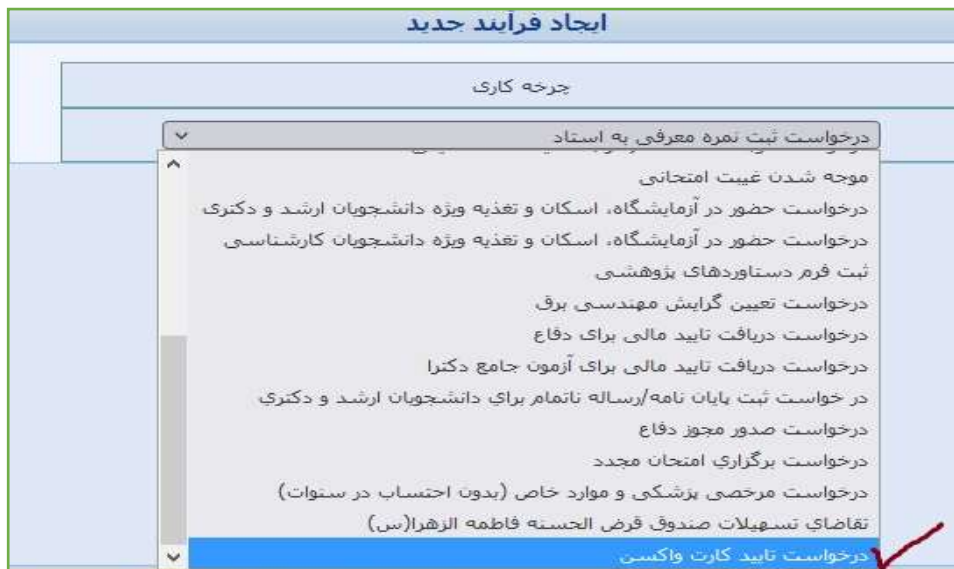 ایجاد فرآیند جدید
چرخه کاری
درخواست ثبت نمره معرفی به استاد
موجه شدن غیبت امتحانی
درخواست حضور در آزمایشگاه، اسکان و تغذیه ویژه دانشجویان ارشد و دکتری
درخواست حضور در آزمایشگاه، اسکان و تغذیه ویژه دانشجویان کارشناسی
ثبت فرم دستاوردهای پژوهشی
درخواست تعیین گرایش مهندسی برق
درخواست دریافت تایید مالی برای دفاع
درخواست دریافت تایید مالی برای آزمون جامع دکترا
در خواست ثبت پایان نامه/رساله ناتمام براي دانشجویان ارشد و دكتري
درخواست صدور مجوز دفاع
درخواست برگزاري امتحان مجدد
درخواست مرخصی پزشکی و موارد خاص (بدون احتساب در سنوات)
تقاضاي تسهیلات صندوق قرض الحسنه فاطمه الزهرا(س)
درخواست تایید کارت واکسن